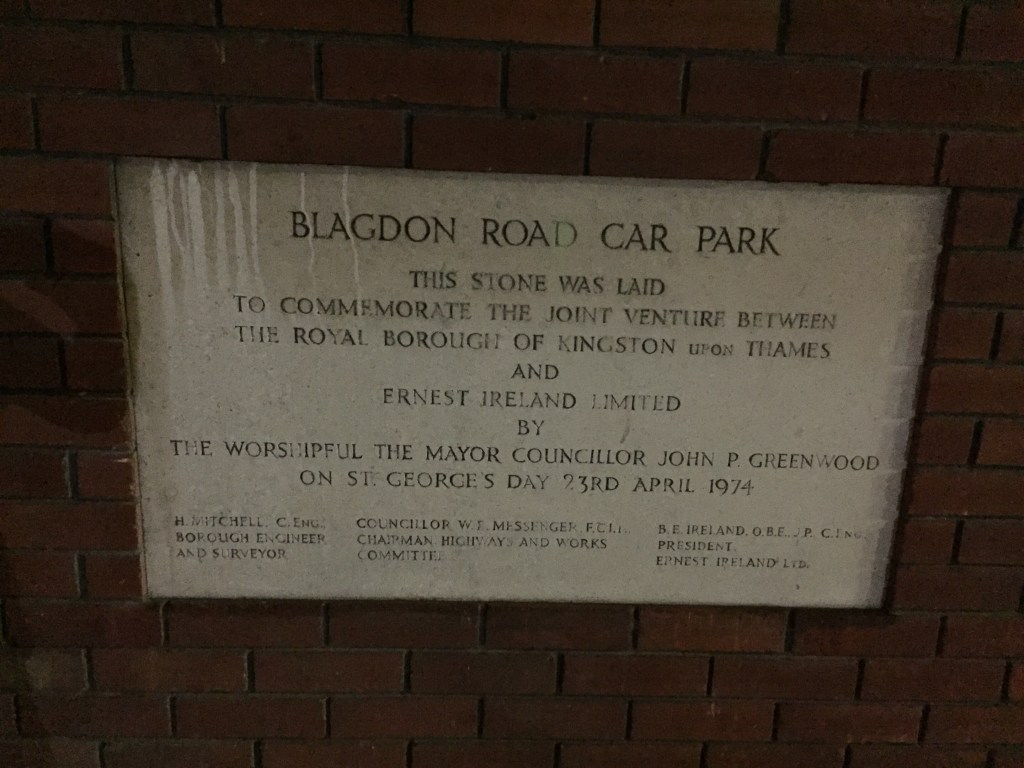 BLAGDON ROAD CAR PARK
THIS STONE WAS LAID
TO COMMEMORATE THE JOINT VENTURE BETWEEN
THE ROYAL BOROUGH OF KINGSTON UPON THAMES
AND
ERNEST IRELAND LIMITED
BY
THE WORSHIPFUL THE MAYOR COUNCILLOR JOHN P. GREENWOOD
ON ST. GEORGE'S DAY 23RD APRIL 1974
H. MITCHELL, C.ENG.
BOROUGH ENGINEER
AND SURVEYOR
COUNCILLOR W. MESSENGER,
CHAIRMAN HIGHWAYS AND WORKS
COMMITTEE
B.E. IRELAND, O.B.E., J.P. C.ENG.
PRESIDENT,
ERNEST IRELAND LTD.